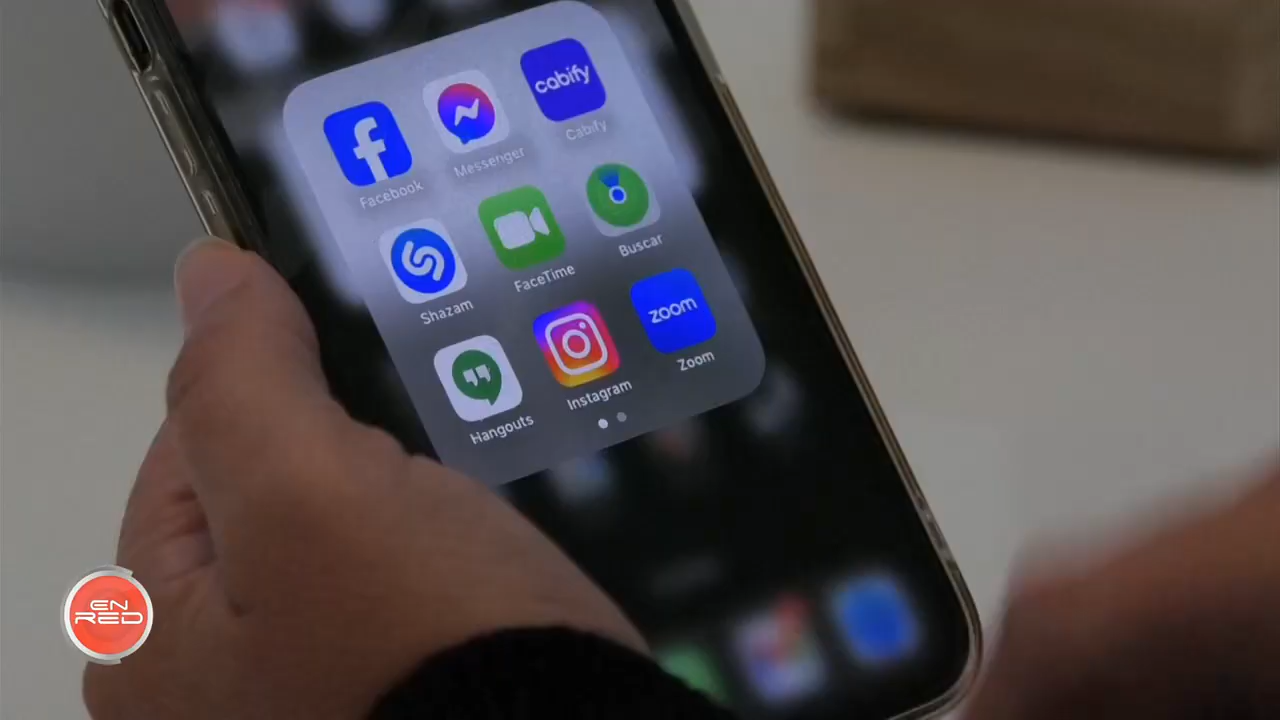 cabify
Facebook
Messenger
Cabify
Shazam
FaceTime
Buscar
zoom
Hangouts
Instagram
Zoom
EN
RED